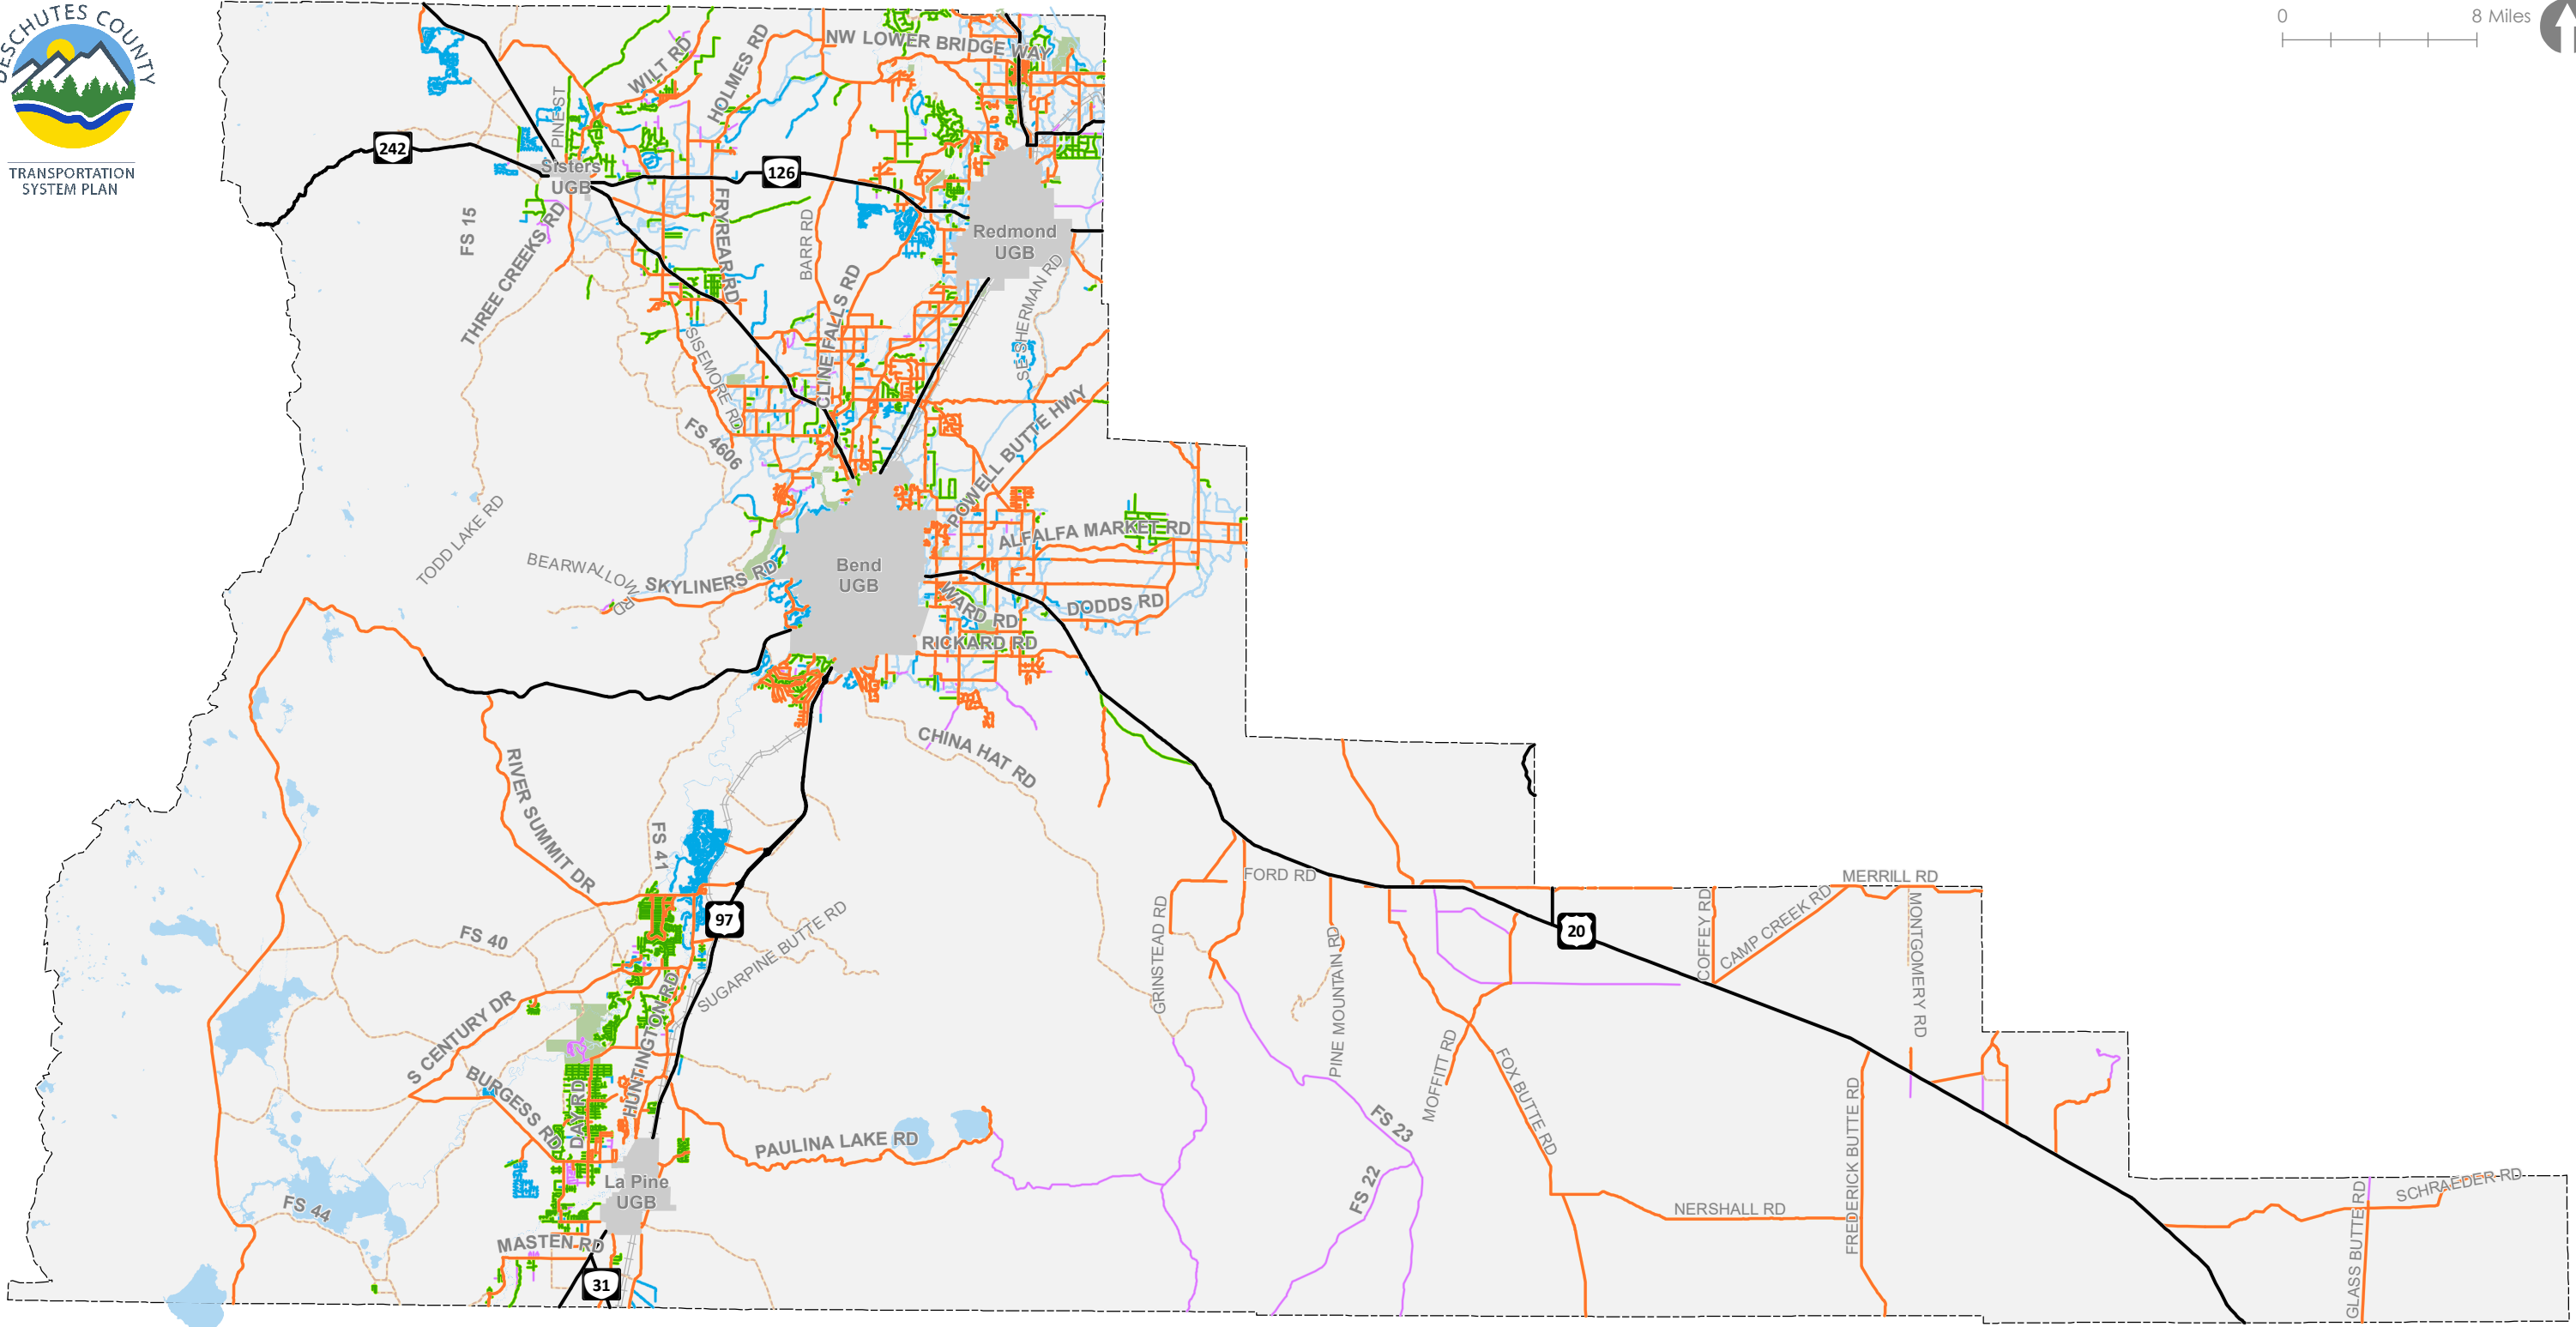 DESCHUTES COUNTY
TRANSPORTATION
SYSTEM PLAN
0
8 Miles
NW LOWER BRIDGE WAY
WILT RD
HOLMES RD
PINE ST
242
126
Sisters
UGB
FS 15
THREE CREEKS RD
FRYREAR RD
BARR RD
Redmond
UGB
CLINE FALLS RD
SE SHERMAN RD
SISEMORE RD
FS 4606
POWELL BUTTE HWY
TODD LAKE RD
ALFALFA MARKET RD
BEARWALLOW RD
SKYLINERS RD
Bend
UGB
WARD RD
DODDS RD
RICKARD RD
CHINA HAT RD
RIVER SUMMIT DR
FS 41
97
FORD RD
MERRILL RD
20
GRINSTEAD RD
PINE MOUNTAIN RD
COFFEY RD
CAMP CREEK RD
MONTGOMERY RD
FS 40
SUGARPINE BUTTE RD
S CENTURY DR
HUNTINGTON RD
BURGESS RD
DAY RD
MOFFITT RD
FOX BUTTE RD
FREDERICK BUTTE RD
FS 23
PAULINA LAKE RD
FS 22
La Pine
UGB
FS 44
NERSHALL RD
SCHRAEDER RD
GLASS BUTTE RD
MASTEN RD
31